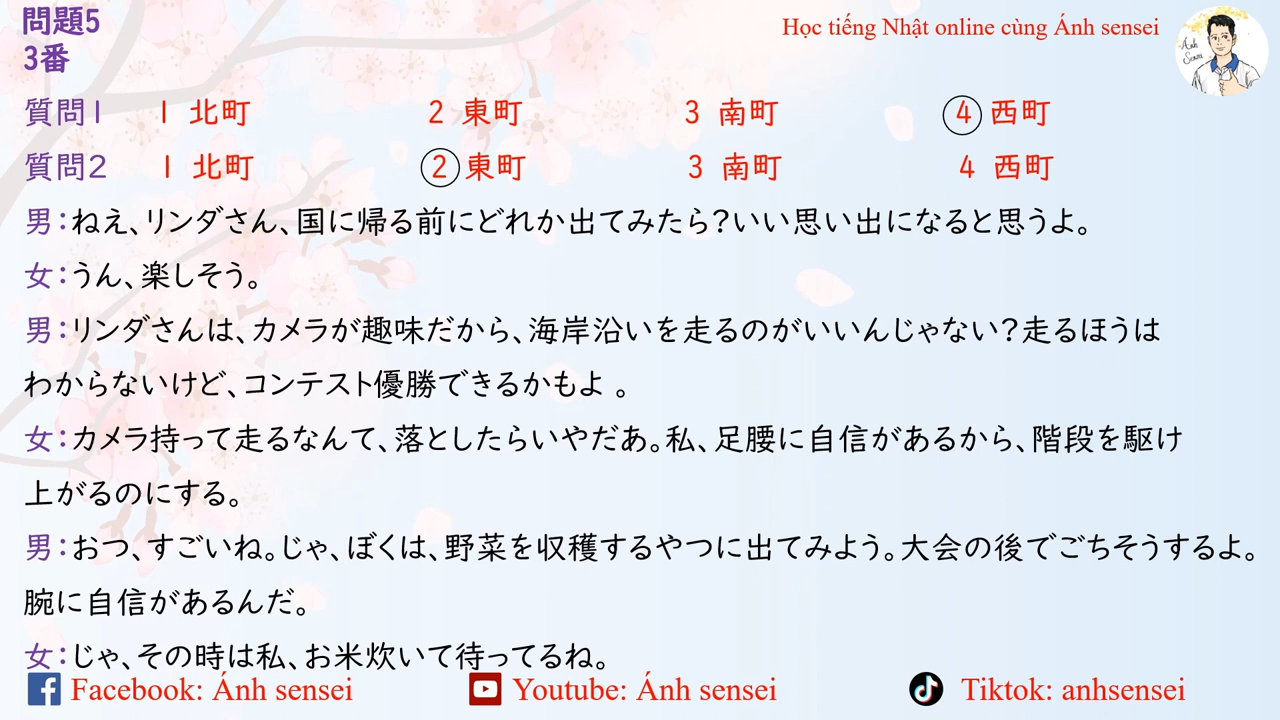 問題5
3番
Học tiếng Nhật online cùng Ánh sensei
Anh Sensei
質問1 1 北町 2 東町 3 南町 4 西町
質問2 1 北町 2 東町 3 南町 4 西町
男:ねえ、リンダさん、国に帰る前にどれか出てみたら?いい思い出になると思うよ。
女:うん、楽しそう。
男:リンダさんは、カメラが趣味だから、海岸沿いを走るのがいいんじゃない?走るほうは
わからないけど、コンテスト優勝できるかもよ 。
女:カメラ持って走るなんて、落としたらいやだあ。私、足腰に自信があるから、階段を駆け
上がるのにする。
男:おつ、すごいね。じゃ、ぼくは、野菜を収穫するやつに出てみよう。大会の後でごちそうするよ。
腕に自信があるんだ。
女:じゃ、その時は私、お米炊いて待ってるね。
Facebook: Ánh sensei Youtube: Ánh sensei Tiktok: anhsensei